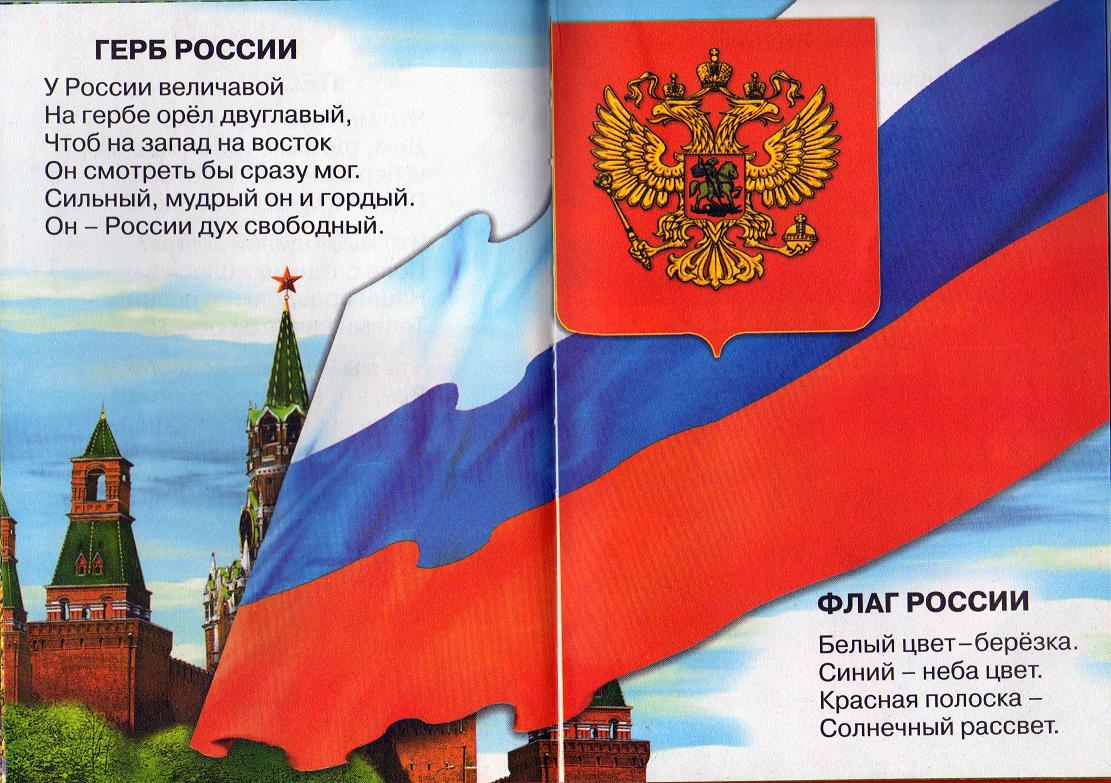 ГЕРБ РОССИИ
У России величавой
На гербе орёл двуглавый,
Чтоб на запад на восток
Он смотреть бы сразу мог.
Сильный, мудрый он и гордый.
Он – России дух свободный.
ФЛАГ РОССИИ
Белый цвет–берёзка.
Синий – неба цвет.
Красная полоска –
Солнечный рассвет.